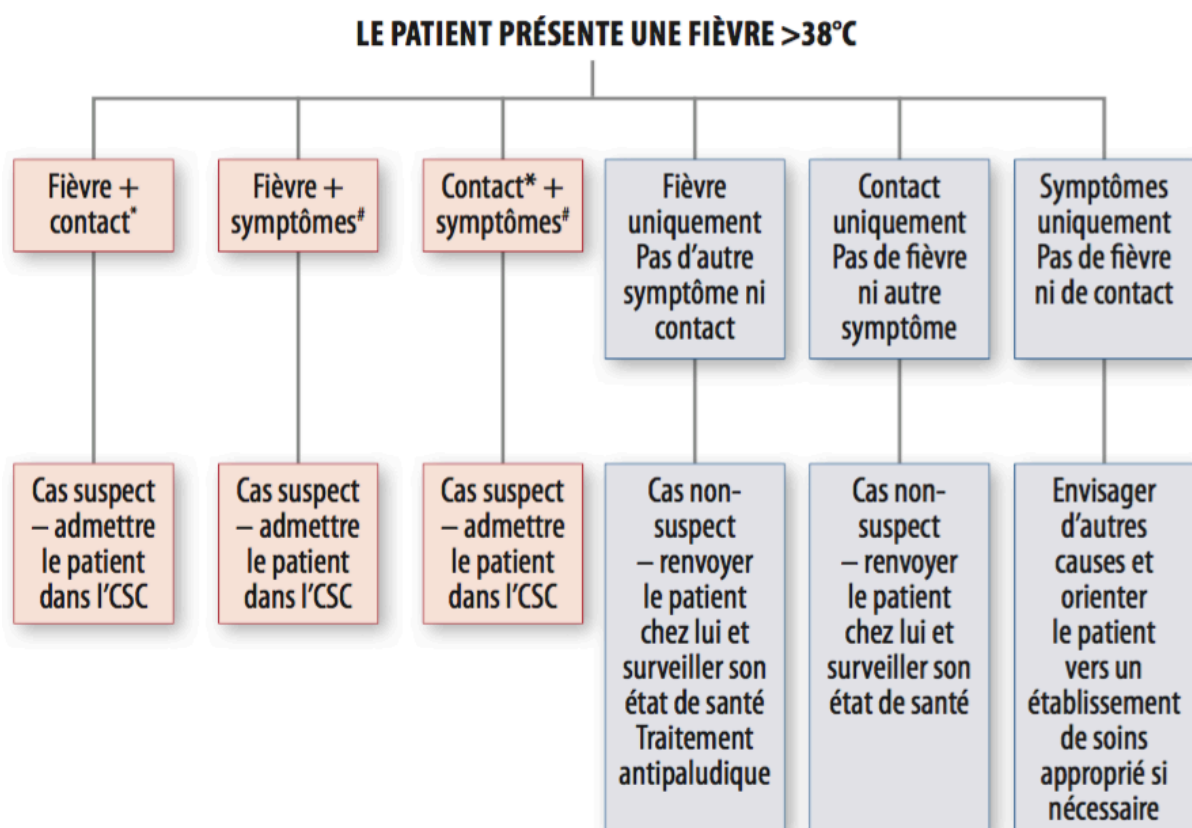 LE PATIENT PRÉSENTE UNE FIÈVRE >38°C
Fièvre +
contact*
Fièvre +
symptômes#
Contact* +
symptômes#
Fièvre
uniquement
Pas d’autre
symptôme ni
contact
Contact
uniquement
Pas de fièvre
ni autre
symptôme
Symptômes
uniquement
Pas de fièvre
ni de contact
Cas suspect
– admettre
le patient
dans l’CSC
Cas suspect
– admettre
le patient
dans l’CSC
Cas suspect
– admettre
le patient
dans l’CSC
Cas non-
suspect
– renvoyer
le patient
chez lui et
surveiller son
état de santé
Traitement
antipaludique
Cas non-
suspect
– renvoyer
le patient
chez lui et
surveiller son
état de santé
Envisager
d’autres
causes et
orienter
le patient
vers un
établissement
de soins
approprié si
nécessaire